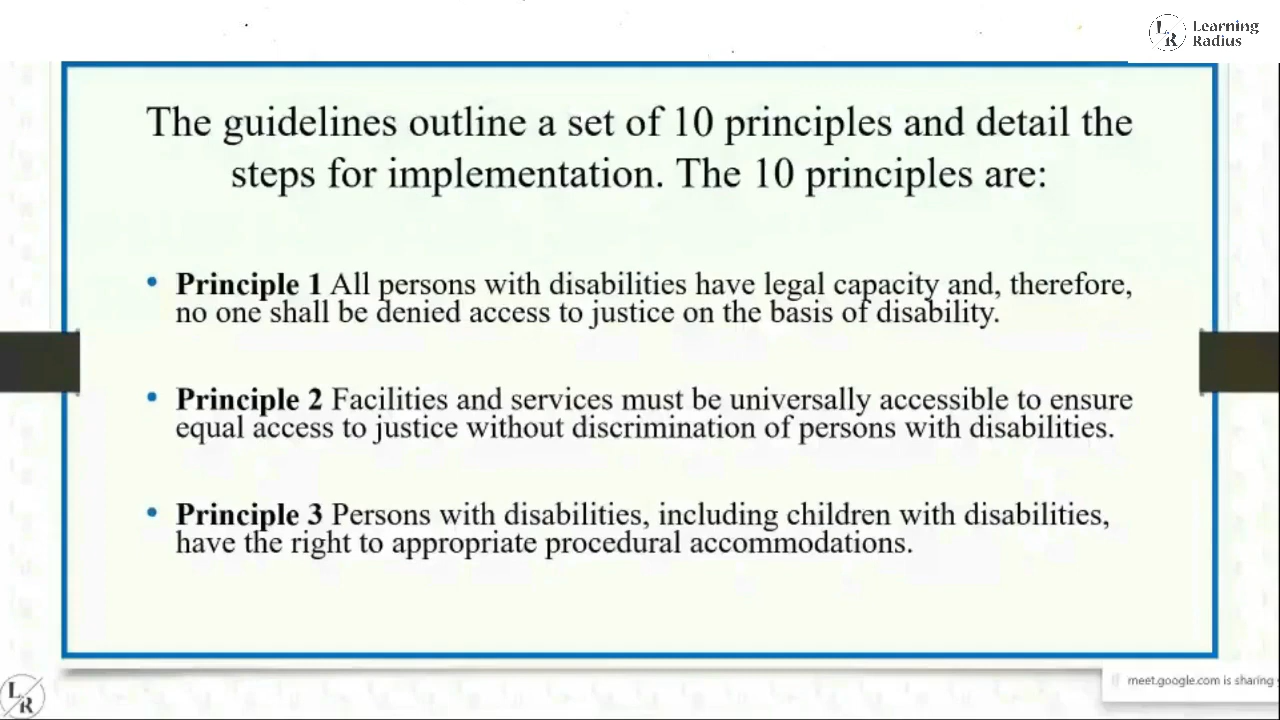 Learning
Radius
The guidelines outline a set of 10 principles and detail the
steps for implementation. The 10 principles are:
• Principle 1 All persons with disabilities have legal capacity and, therefore,
no one shall be denied access to justice on the basis of disability.
• Principle 2 Facilities and services must be universally accessible to ensure
equal access to justice without discrimination of persons with disabilities.
• Principle 3 Persons with disabilities, including children with disabilities,
have the right to appropriate procedural accommodations.
LR
LR
meet.google.com is sharing